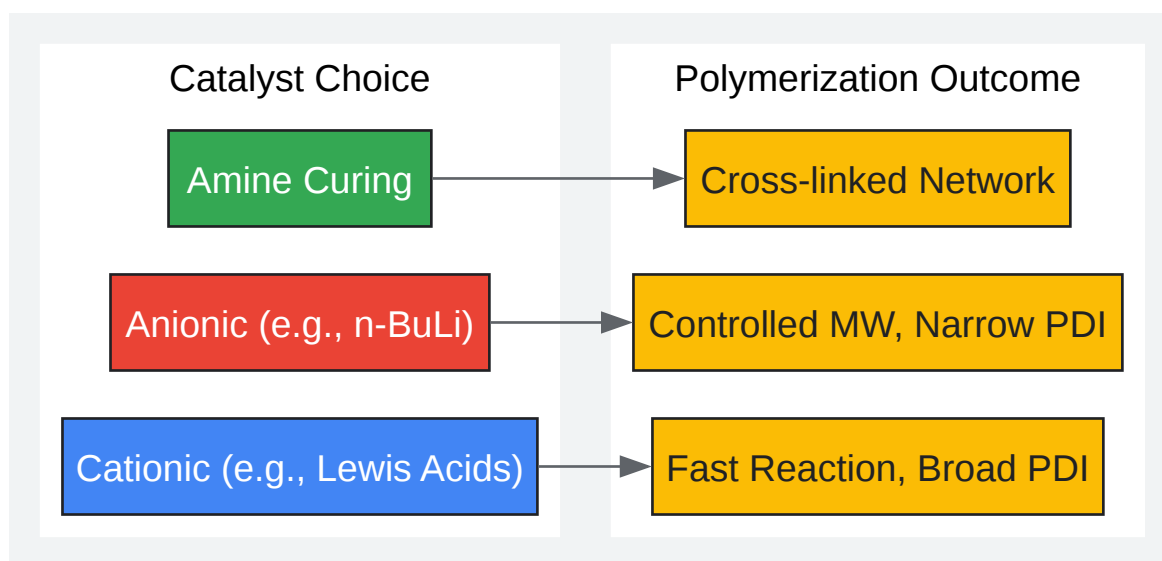 Catalyst Choice
Polymerization Outcome
Amine Curing
Cross-linked Network
Anionic (e.g., n-BuLi)
Controlled MW, Narrow PDI
Cationic (e.g., Lewis Acids)
Fast Reaction, Broad PDI